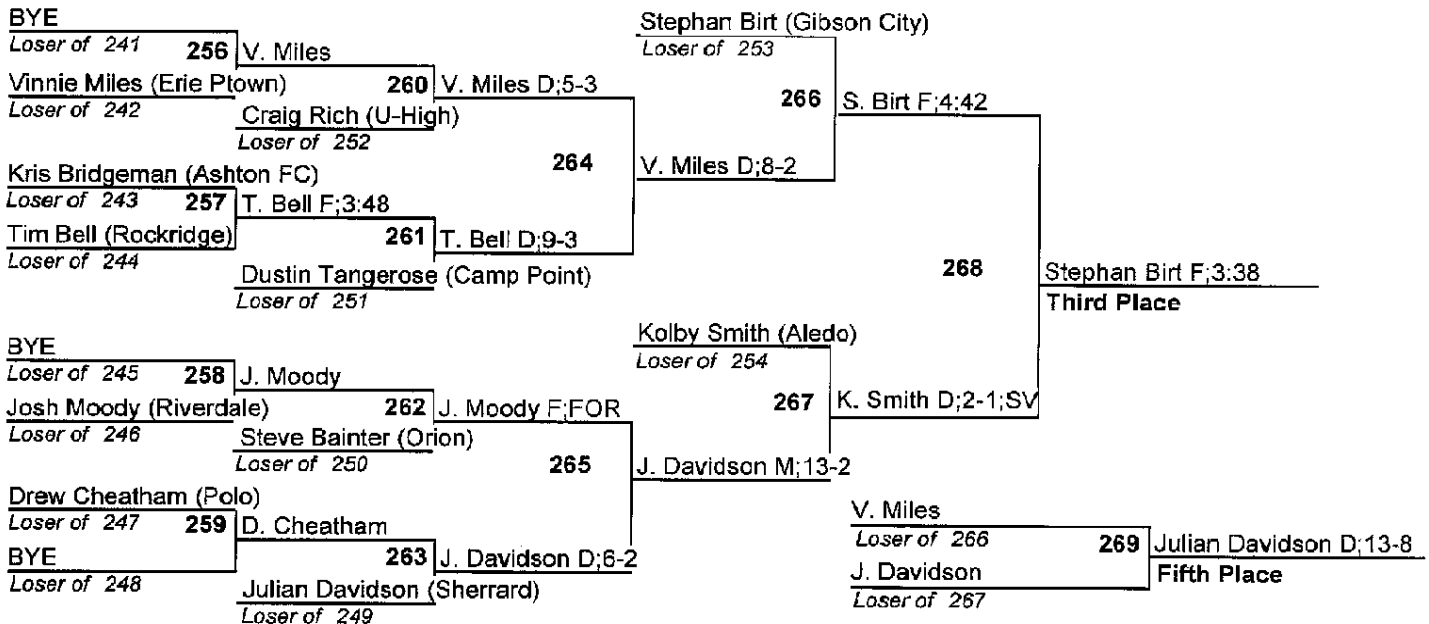 BYE
Loser of 241
256 V. Miles
Vinnie Miles (Erie Ptown)
Loser of 242
260 V. Miles D;5-3
Craig Rich (U-High)
Loser of 252
Kris Bridgeman (Ashton FC)
Loser of 243
257 T. Bell F;3:48
Tim Bell (Rockridge)
Loser of 244
261 T. Bell D;9-3
Dustin Tangerose (Camp Point)
Loser of 251
264 V. Miles D;8-2
Stephan Birt (Gibson City)
Loser of 253
266 S. Birt F;4:42
BYE
Loser of 245
258 J. Moody
Josh Moody (Riverdale)
Loser of 246
262 J. Moody F;FOR
Steve Bainter (Orion)
Loser of 250
Drew Cheatham (Polo)
Loser of 247
259 D. Cheatham
BYE
Loser of 248
263 J. Davidson D;6-2
Julian Davidson (Sherrard)
Loser of 249
265 J. Davidson M;13-2
Kolby Smith (Aledo)
Loser of 254
267 K. Smith D;2-1;SV
268 Stephan Birt F;3:38
Third Place
V. Miles
Loser of 266
269 Julian Davidson D;13-8
J. Davidson
Fifth Place
Loser of 267